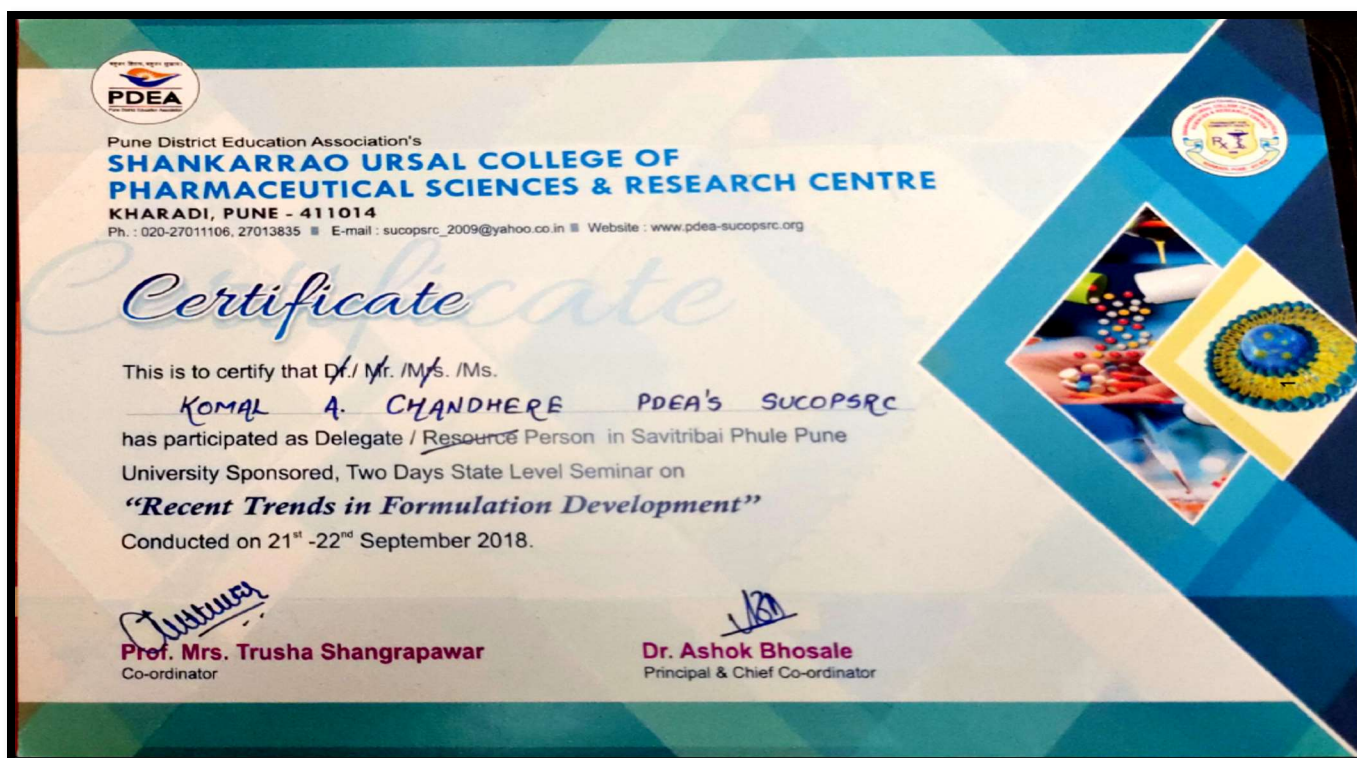 PDEA
Pune District Education Association's
SHANKARRAO URSAL COLLEGE OF
PHARMACEUTICAL SCIENCES & RESEARCH CENTRE
KHARADI, PUNE - 411014
Ph. : 020-27011106, 27013835 E-mail : sucopsrc_2009@yahoo.co.in Website : www.pdea-sucopsrc.org
Certificate
This is to certify that Dr./ Mr. /Mrs. /Ms.
KOMAL A. CHANDHERE PDEA'S SUCOPSRC
has participated as Delegate / Resource Person in Savitribai Phule Pune
University Sponsored, Two Days State Level Seminar on
“Recent Trends in Formulation Development”
Conducted on 21st -22nd September 2018.
Prof. Mrs. Trusha Shangrapawar
Co-ordinator
Dr. Ashok Bhosale
Principal & Chief Co-ordinator
1